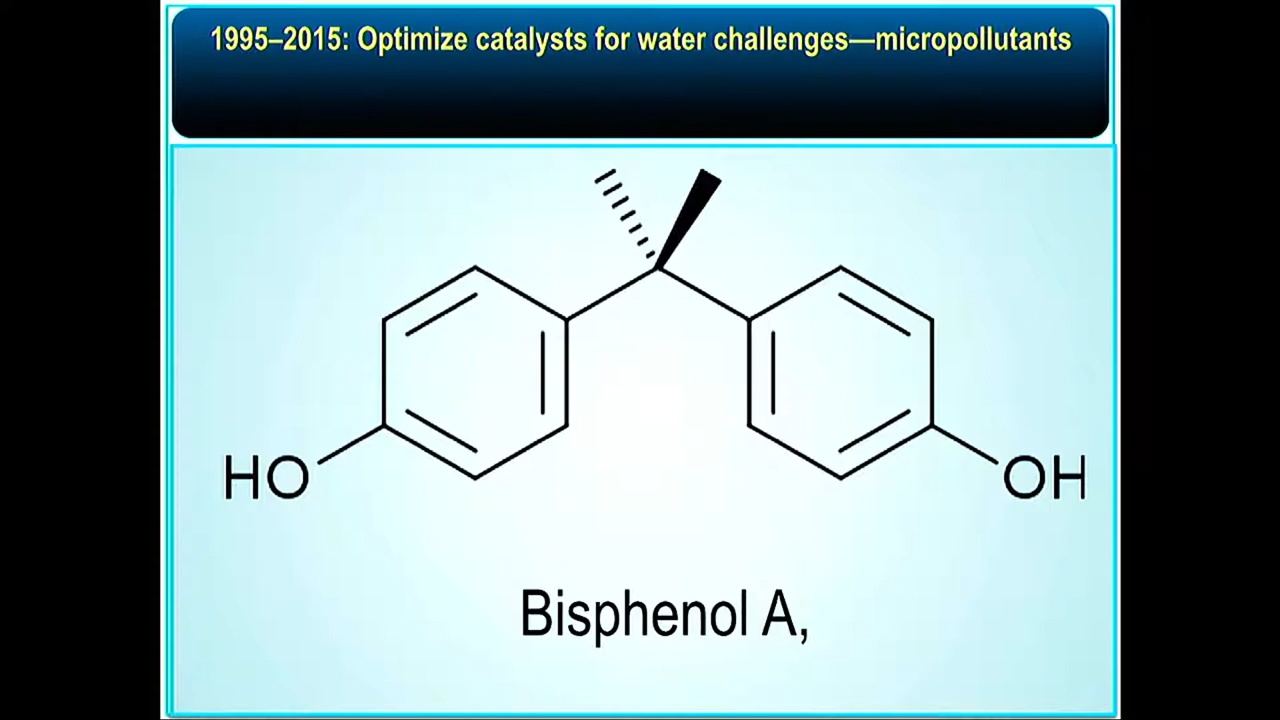 1995–2015: Optimize catalysts for water challenges—micropollutants
HO
OH
Bisphenol A,